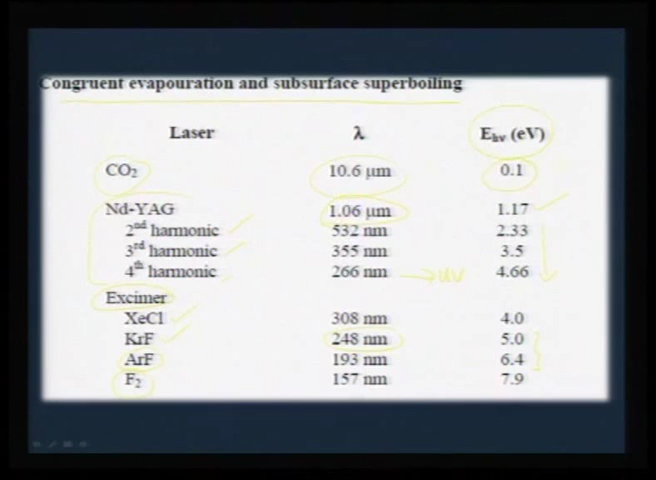 Congruent evapouration and subsurface superboiling
Laser λ E_hν (eV)
CO₂ 10.6 μm 0.1
Nd-YAG 1.06 μm 1.17
2nd harmonic 532 nm 2.33
3rd harmonic 355 nm 3.5
4th harmonic 266 nm → UV 4.66
Excimer
XeCl 308 nm 4.0
KrF 248 nm 5.0
ArF 193 nm 6.4
F₂ 157 nm 7.9